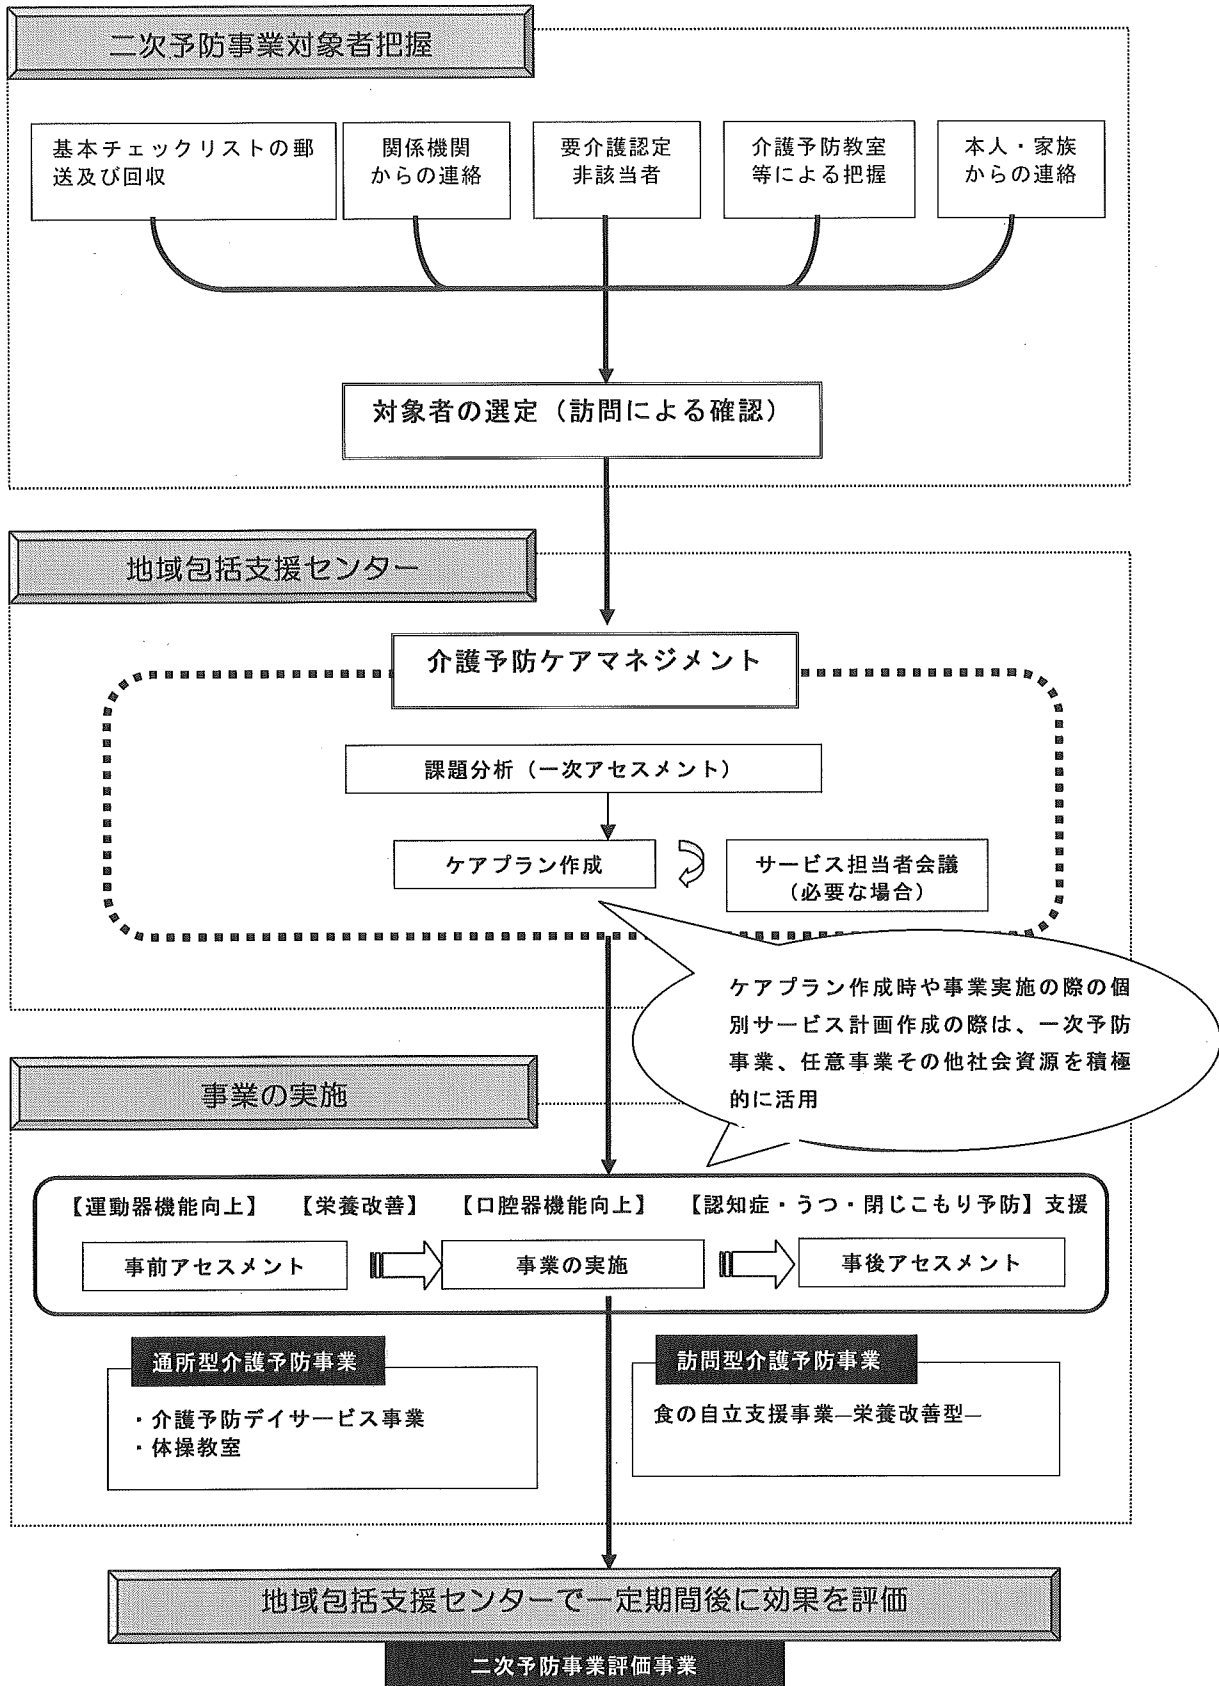 二次予防事業対象者把握
基本チェックリストの郵
送及び回収
関係機関
からの連絡
要介護認定
非該当者
介護予防教室
等による把握
本人・家族
からの連絡
対象者の選定（訪問による確認）
地域包括支援センター
介護予防ケアマネジメント
課題分析（一次アセスメント）
ケアプラン作成
サービス担当者会議
（必要な場合）
ケアプラン作成時や事業実施の際の個
別サービス計画作成の際は、一次予防
事業、任意事業その他社会資源を積極
的に活用
事業の実施
【運動器機能向上】 【栄養改善】 【口腔器機能向上】 【認知症・うつ・閉じこもり予防】支援
事前アセスメント
事業の実施
事後アセスメント
通所型介護予防事業
・介護予防デイサービス事業
・体操教室
訪問型介護予防事業
食の自立支援事業―栄養改善型―
地域包括支援センターで一定期間後に効果を評価
二次予防事業評価事業